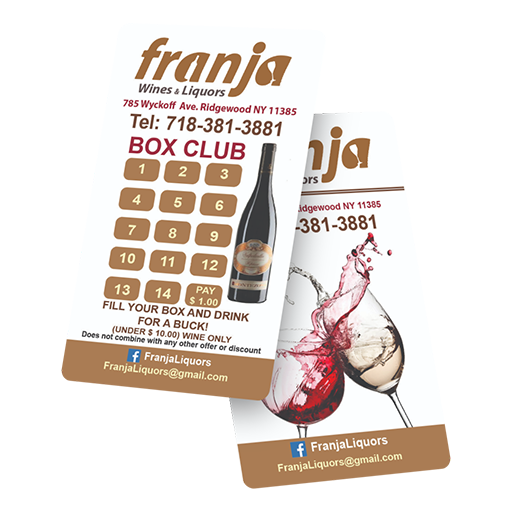 franja
Wines & Liquors
785 Wyckoff Ave. Ridgewood NY 11385
Tel: 718-381-3881
BOX CLUB
1 2 3
4 5 6
7 8 9
10 11 12
13 14 PAY $ 1.00
FILL YOUR BOX AND DRINK
FOR A BUCK!
(UNDER $ 10.00) WINE ONLY
Does not combine with any other offer or discount
FranjaLiquors
FranjaLiquors@gmail.com
nja
ors
idgewood NY 11385
381-3881
FranjaLiquors
FranjaLiquors@gmail.com